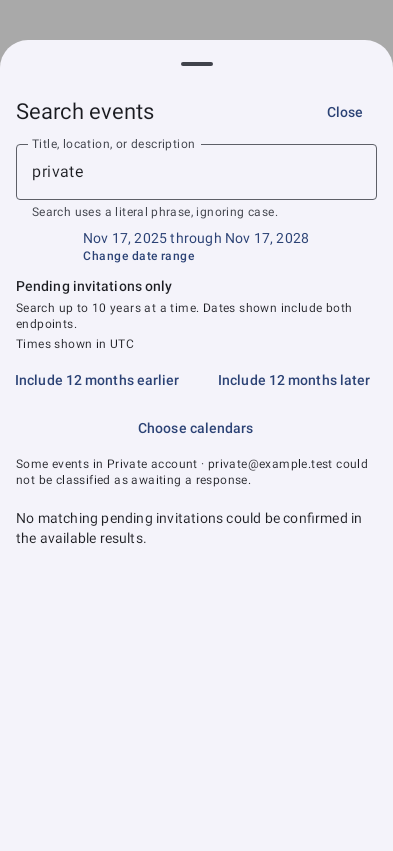 Search events
Close
Title, location, or description
private
Search uses a literal phrase, ignoring case.
Nov 17, 2025 through Nov 17, 2028
Change date range
Pending invitations only
Search up to 10 years at a time. Dates shown include both
endpoints.
Times shown in UTC
Include 12 months earlier
Include 12 months later
Choose calendars
Some events in Private account · private@example.test could
not be classified as awaiting a response.
No matching pending invitations could be confirmed in
the available results.